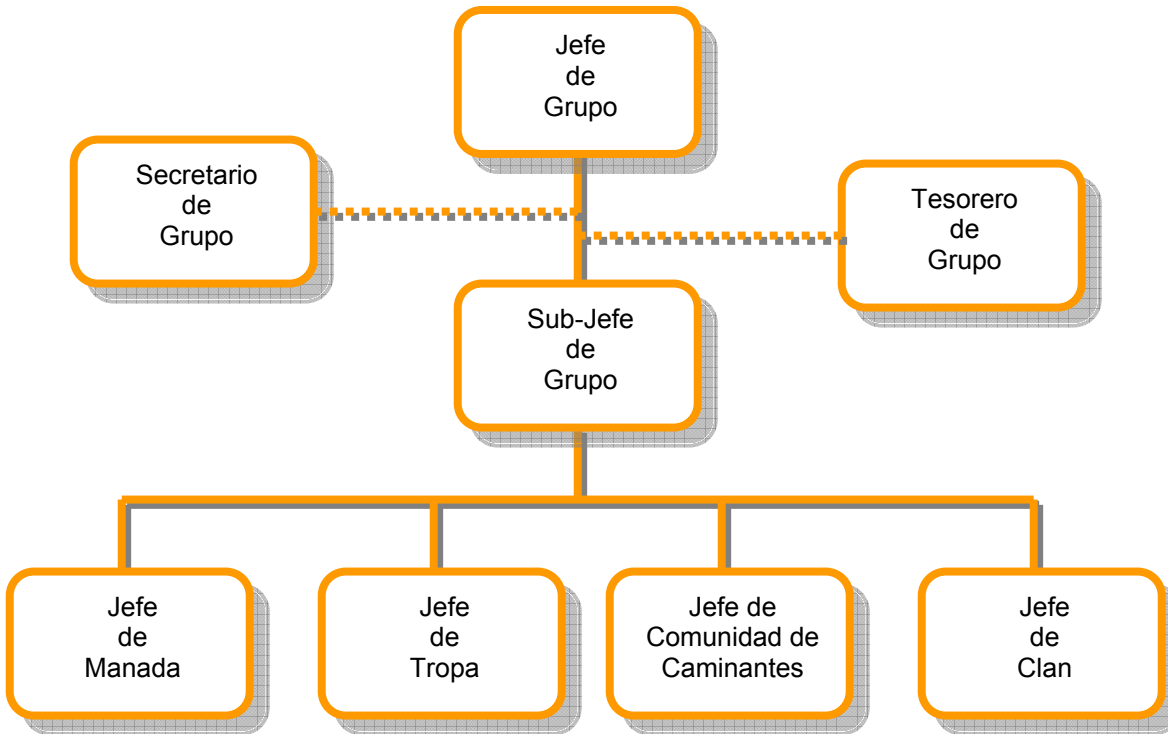 Jefe
de
Grupo
Secretario
de
Grupo
Tesorero
de
Grupo
Sub-Jefe
de
Grupo
Jefe
de
Manada
Jefe
de
Tropa
Jefe de
Comunidad de
Caminantes
Jefe
de
Clan